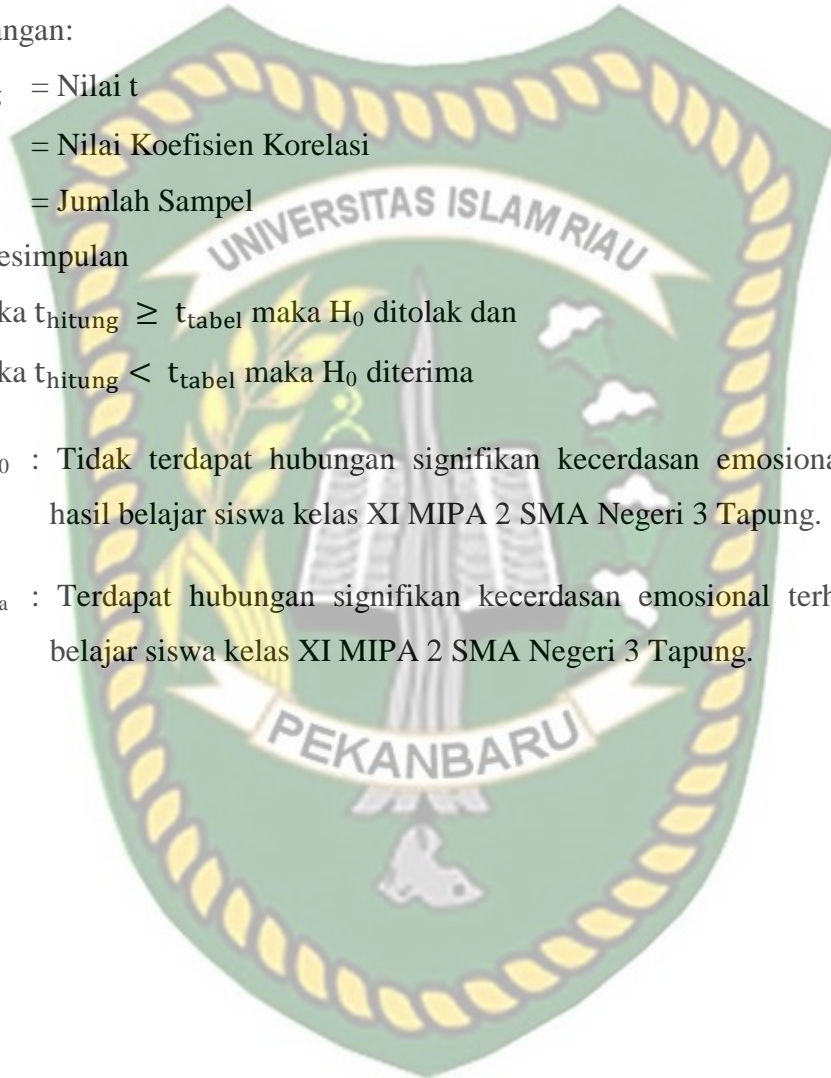 angan:
g = Nilai t
= Nilai Koefisien Korelasi
= Jumlah Sampel
UNIVERSITAS ISLAM RIAU
esimpulan
ka t_hitung ≥ t_tabel maka H₀ ditolak dan
ka t_hitung < t_tabel maka H₀ diterima
₀ : Tidak terdapat hubungan signifikan kecerdasan emosiona
hasil belajar siswa kelas XI MIPA 2 SMA Negeri 3 Tapung.
ₐ : Terdapat hubungan signifikan kecerdasan emosional terh
belajar siswa kelas XI MIPA 2 SMA Negeri 3 Tapung.
PEKANBARU